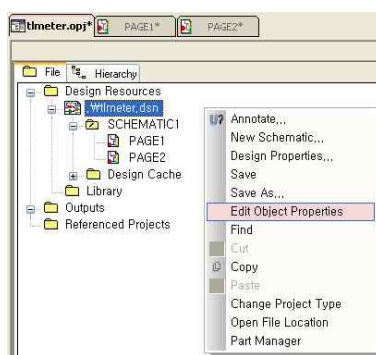 tlmeter.opj* PAGE1* PAGE2*
File Hierarchy
Design Resources
.₩tlmeter.dsn
SCHEMATIC1
PAGE1
PAGE2
Design Cache
Library
Outputs
Referenced Projects
Annotate...
New Schematic...
Design Properties...
Save
Save As...
Edit Object Properties
Find
Cut
Copy
Paste
Change Project Type
Open File Location
Part Manager